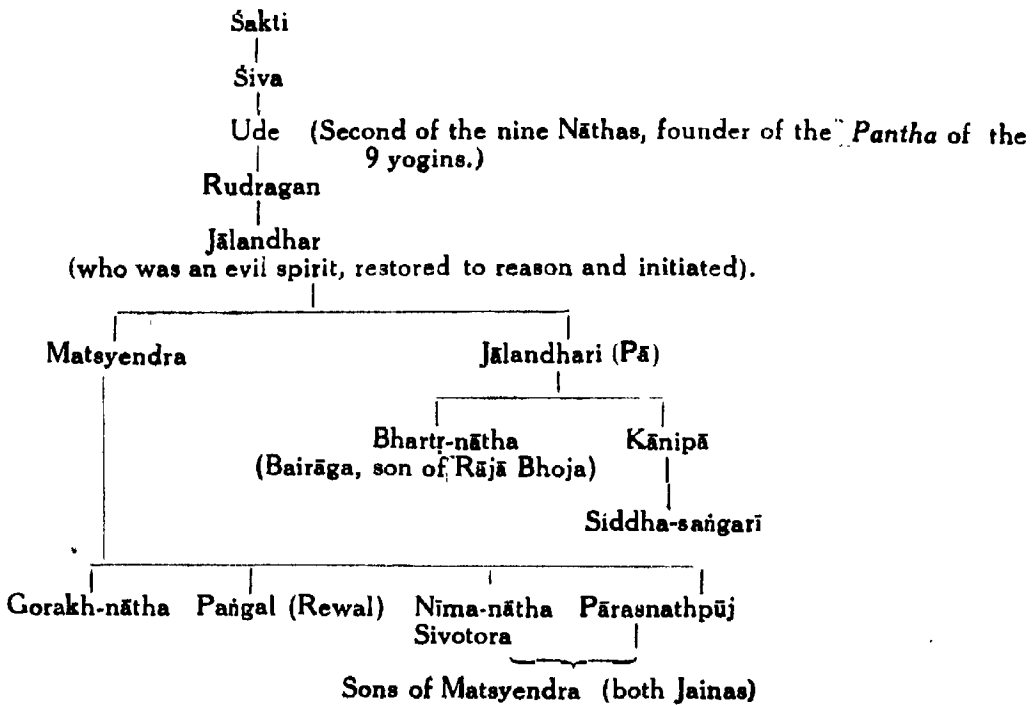 Śakti
Śiva
Ude (Second of the nine Nāthas, founder of the Pantha of the
9 yogins.)
Rudragan
Jālandhar
(who was an evil spirit, restored to reason and initiated).
Matsyendra Jālandhari (Pā)
Bhartṛ-nātha Kānipā
(Bairāga, son of Rājā Bhoja)
Siddha-saṅgarī
Gorakh-nātha Paṅgal (Rewal) Nīma-nātha Pārasnathpūj
Sivotora
Sons of Matsyendra (both Jainas)